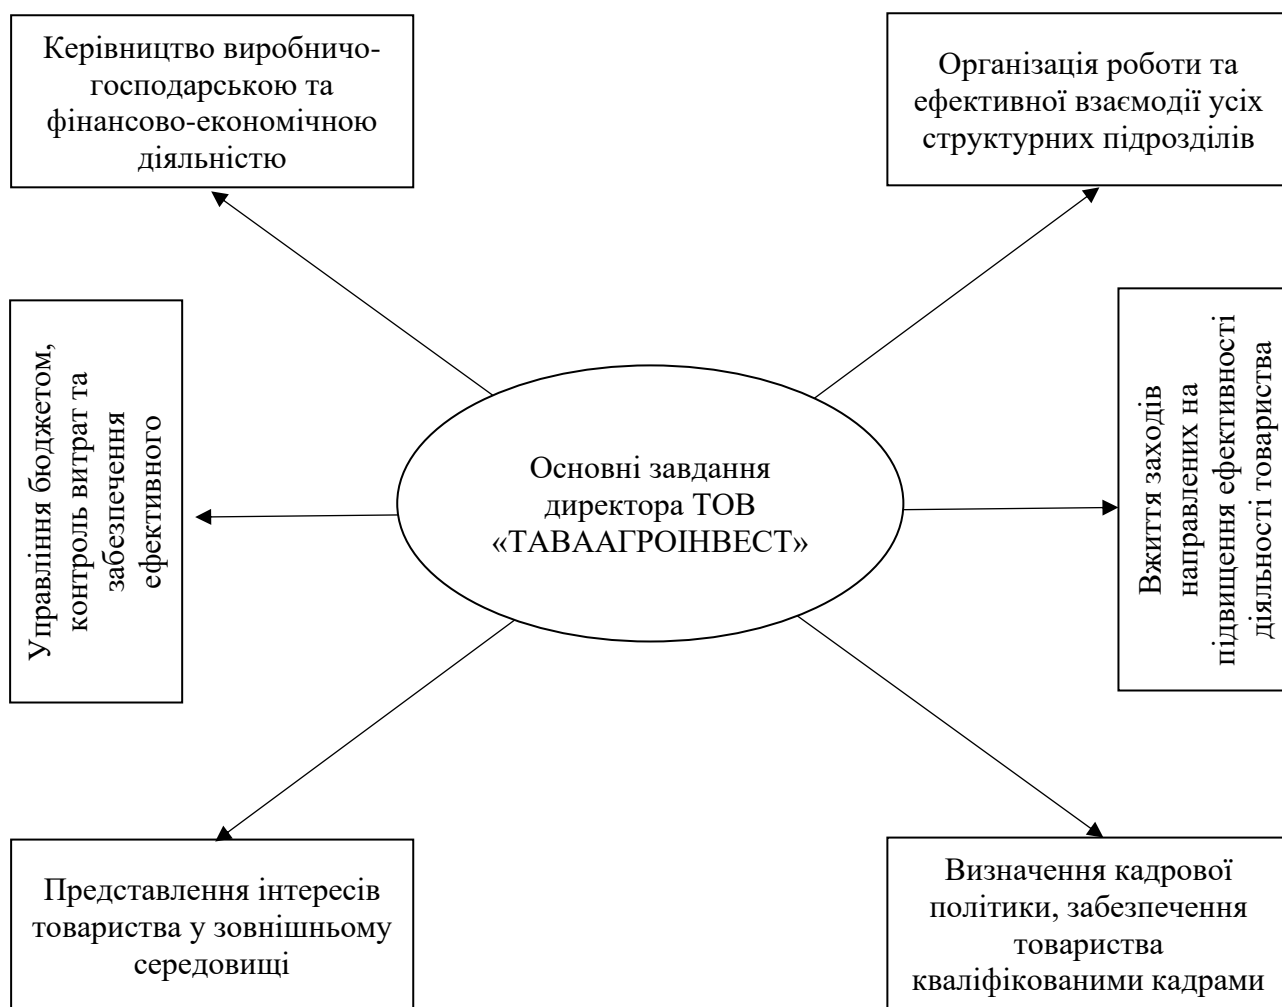 Керівництво виробничо-
господарською та
фінансово-економічною
діяльністю
Організація роботи та
ефективної взаємодії усіх
структурних підрозділів
Управління бюджетом,
контроль витрат та
забезпечення
ефективного
Основні завдання
директора ТОВ
«ТАВААГРОІНВЕСТ»
Вжиття заходів
направлених на
підвищення ефективності
діяльності товариства
Представлення інтересів
товариства у зовнішньому
середовищі
Визначення кадрової
політики, забезпечення
товариства
кваліфікованими кадрами